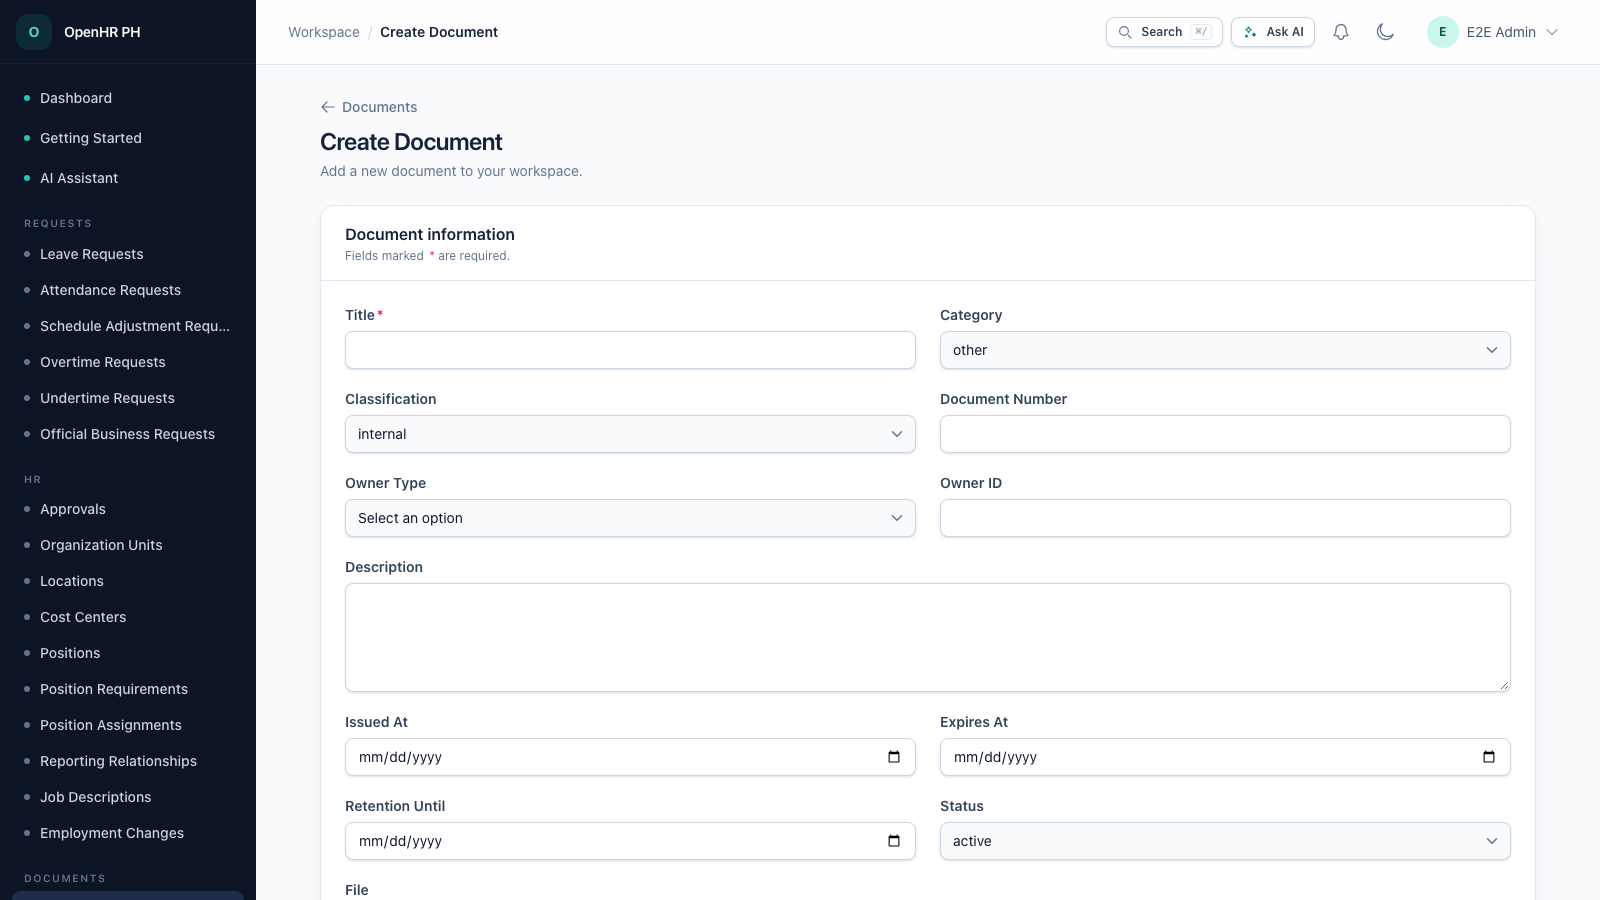 O
OpenHR PH
Dashboard
Getting Started
AI Assistant
REQUESTS
Leave Requests
Attendance Requests
Schedule Adjustment Requ...
Overtime Requests
Undertime Requests
Official Business Requests
HR
Approvals
Organization Units
Locations
Cost Centers
Positions
Position Requirements
Position Assignments
Reporting Relationships
Job Descriptions
Employment Changes
DOCUMENTS
Workspace / Create Document
Search ⌘/
Ask AI
E E2E Admin
← Documents
Create Document
Add a new document to your workspace.
Document information
Fields marked * are required.
Title*
Category
other
Classification
internal
Document Number
Owner Type
Select an option
Owner ID
Description
Issued At
mm/dd/yyyy
Expires At
mm/dd/yyyy
Retention Until
mm/dd/yyyy
Status
active
File